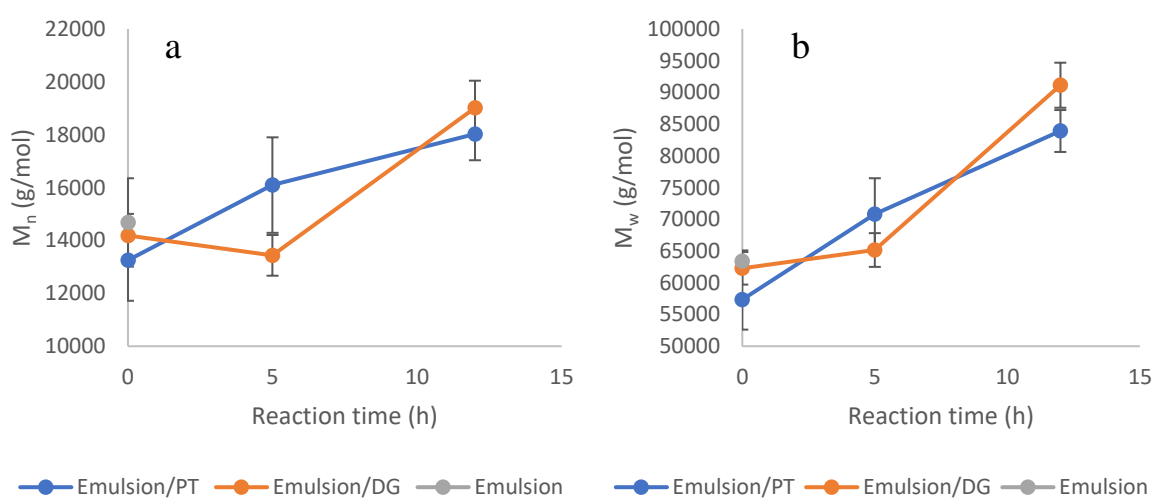 a
22000
20000
18000
16000
14000
12000
10000
M_n (g/mol)
0 5 10 15
Reaction time (h)
Emulsion/PT Emulsion/DG Emulsion
b
100000
95000
90000
85000
80000
75000
70000
65000
60000
55000
50000
M_w (g/mol)
0 5 10 15
Reaction time (h)
Emulsion/PT Emulsion/DG Emulsion